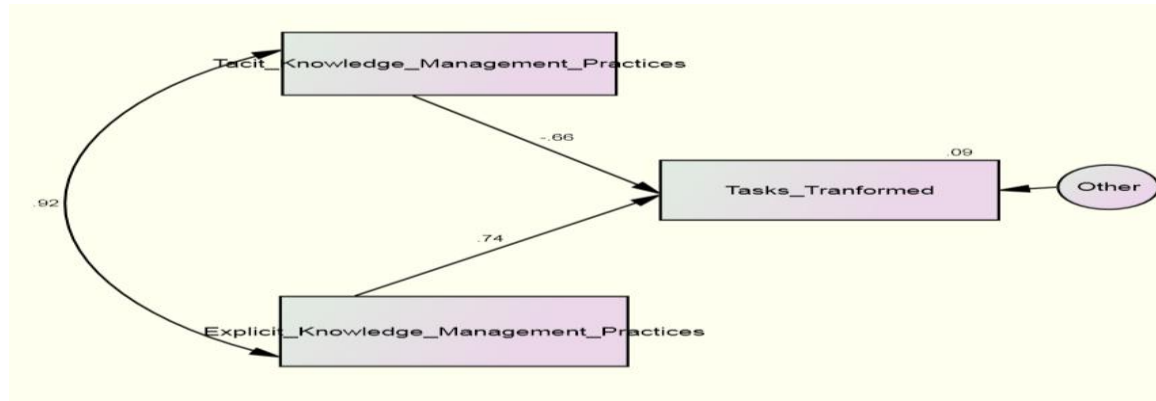 Tacit_Knowledge_Management_Practices
-.66
.09
Tasks_Tranformed
Other
.92
.74
Explicit_Knowledge_Management_Practices